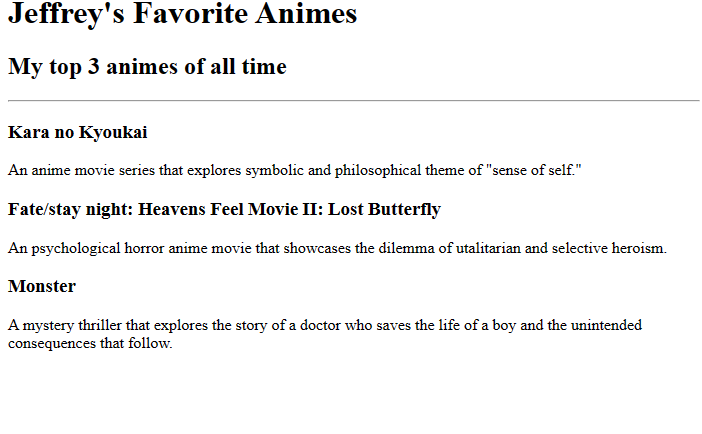 Jeffrey's Favorite Animes
My top 3 animes of all time
Kara no Kyoukai
An anime movie series that explores symbolic and philosophical theme of "sense of self."
Fate/stay night: Heavens Feel Movie II: Lost Butterfly
An psychological horror anime movie that showcases the dilemma of utalitarian and selective heroism.
Monster
A mystery thriller that explores the story of a doctor who saves the life of a boy and the unintended
consequences that follow.